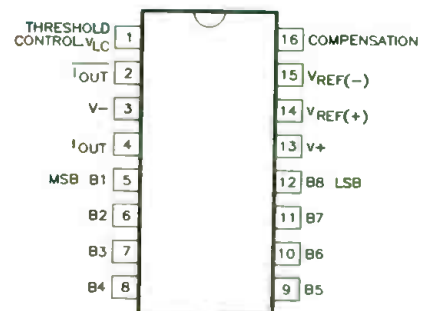 THRESHOLD
CONTROL VLC 1
16 COMPENSATION
IOUT 2
15 VREF(-)
V- 3
14 VREF(+)
IOUT 4
13 V+
MSB B1 5
12 B8 LSB
B2 6
11 B7
B3 7
10 B6
B4 8
9 B5